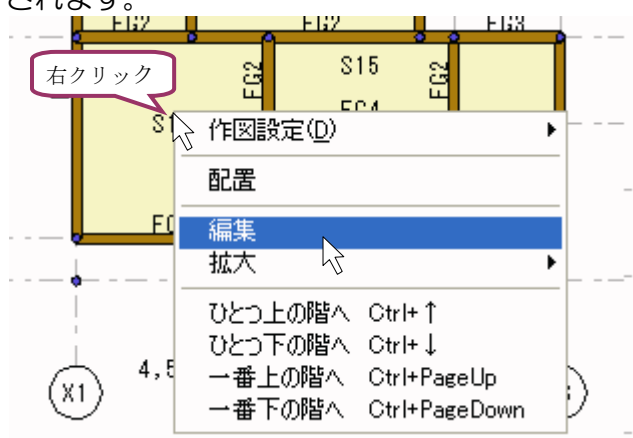 されます。
FG2 FG2 FG3
右クリック
FG2
S15
FG2
FG4
作図設定(D)
配置
編集
拡大
ひとつ上の階へ Ctrl+↑
ひとつ下の階へ Ctrl+↓
一番上の階へ Ctrl+PageUp
一番下の階へ Ctrl+PageDown
X1